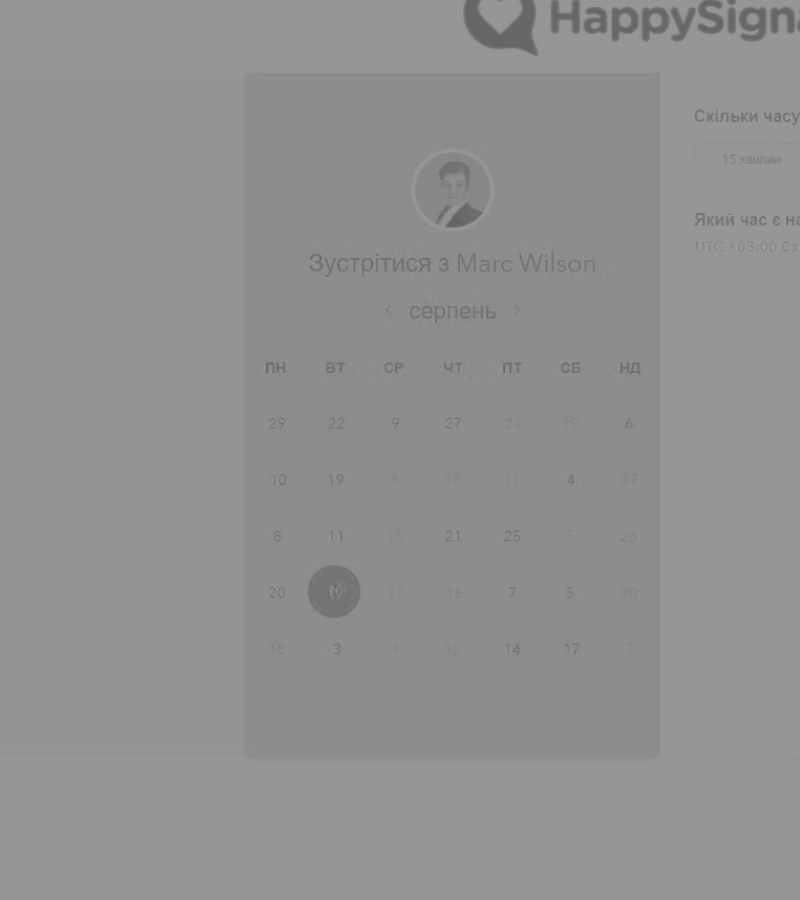 HappySigna
Зустрітися з Marc Wilson
‹ серпень ›
ПН ВТ СР ЧТ ПТ СБ НД
29 22 9 27 24 19 6
10 19 8 18 11 4 27
6 11 15 21 25 5 26
20 10 17 16 7 5 20
18 3 4 12 14 17 7
Скільки часу
15 хвилин
Який час є на
UTC +03:00 Сх